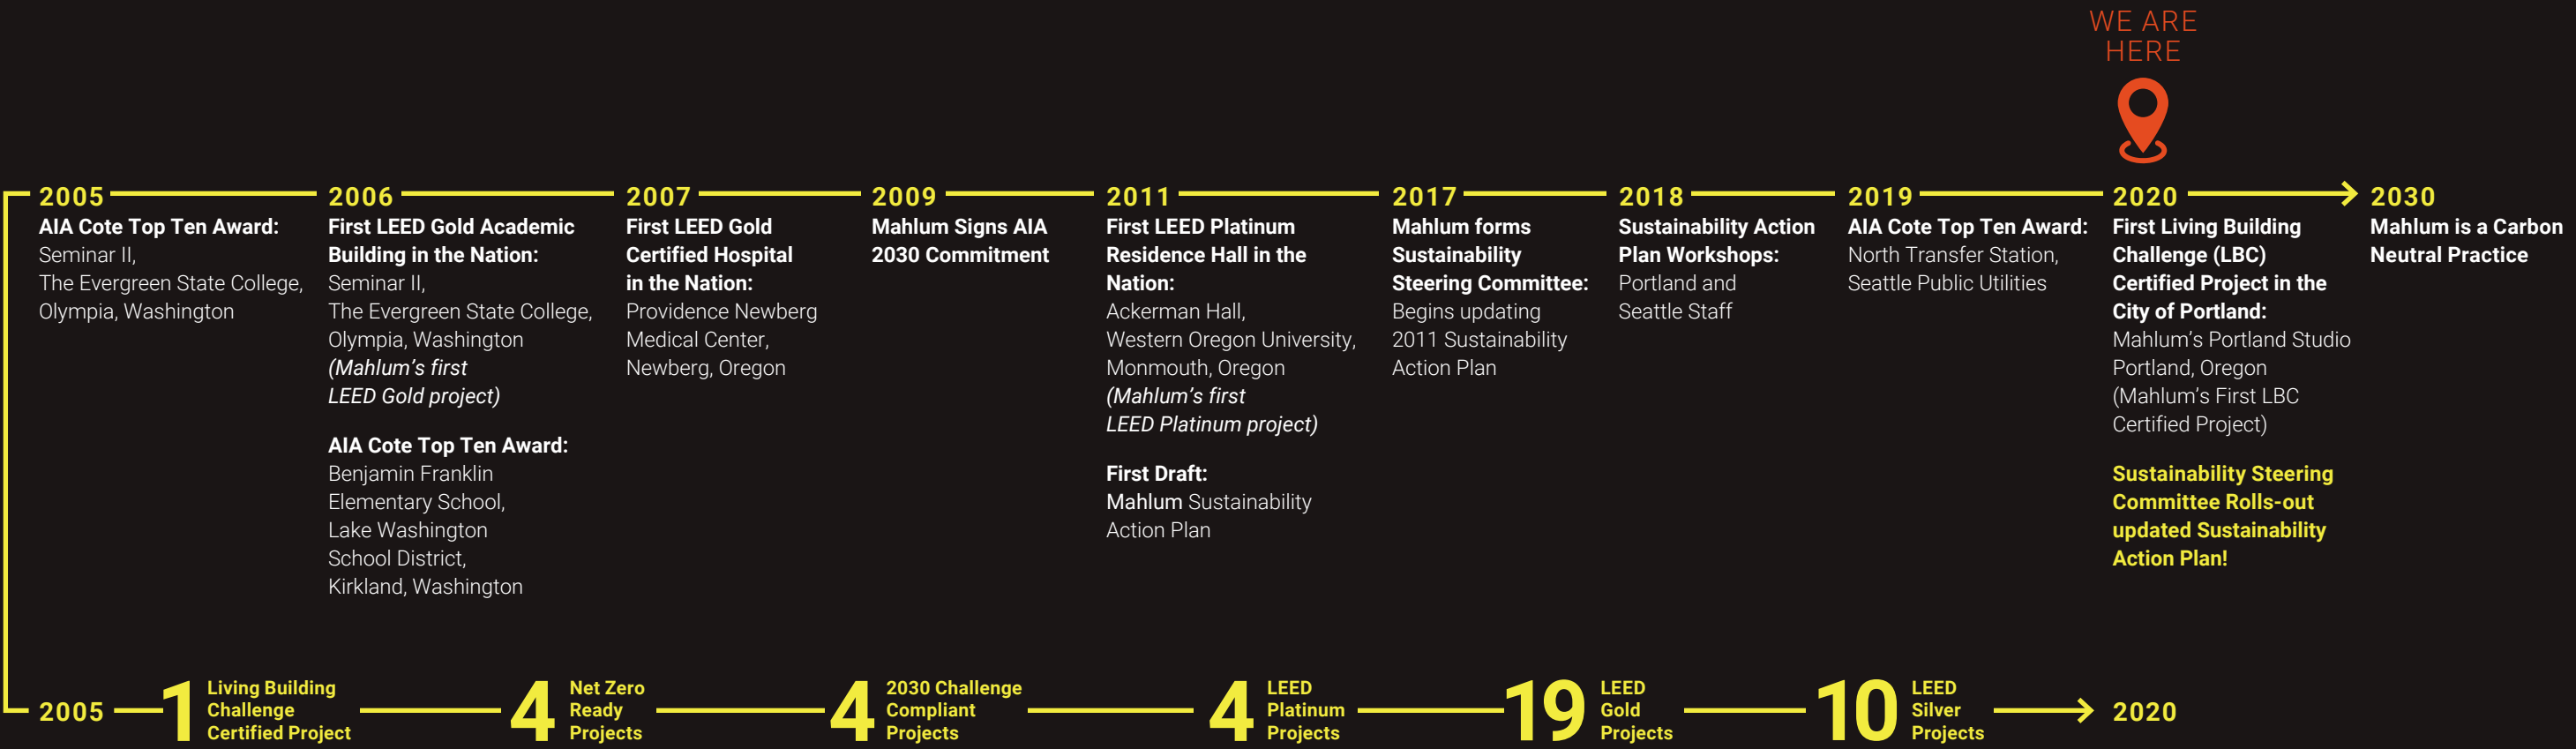 WE ARE
HERE
2005
AIA Cote Top Ten Award:
Seminar II,
The Evergreen State College,
Olympia, Washington
2006
First LEED Gold Academic
Building in the Nation:
Seminar II,
The Evergreen State College,
Olympia, Washington
(Mahlum's first
LEED Gold project)
AIA Cote Top Ten Award:
Benjamin Franklin
Elementary School,
Lake Washington
School District,
Kirkland, Washington
2007
First LEED Gold
Certified Hospital
in the Nation:
Providence Newberg
Medical Center,
Newberg, Oregon
2009
Mahlum Signs AIA
2030 Commitment
2011
First LEED Platinum
Residence Hall in the
Nation:
Ackerman Hall,
Western Oregon University,
Monmouth, Oregon
(Mahlum's first
LEED Platinum project)
First Draft:
Mahlum Sustainability
Action Plan
2017
Mahlum forms
Sustainability
Steering Committee:
Begins updating
2011 Sustainability
Action Plan
2018
Sustainability Action
Plan Workshops:
Portland and
Seattle Staff
2019
AIA Cote Top Ten Award:
North Transfer Station,
Seattle Public Utilities
2020
First Living Building
Challenge (LBC)
Certified Project in the
City of Portland:
Mahlum's Portland Studio
Portland, Oregon
(Mahlum's First LBC
Certified Project)
Sustainability Steering
Committee Rolls-out
updated Sustainability
Action Plan!
2030
Mahlum is a Carbon
Neutral Practice
2005
1
Living Building
Challenge
Certified Project
4
Net Zero
Ready
Projects
4
2030 Challenge
Compliant
Projects
4
LEED
Platinum
Projects
19
LEED
Gold
Projects
10
LEED
Silver
Projects
2020